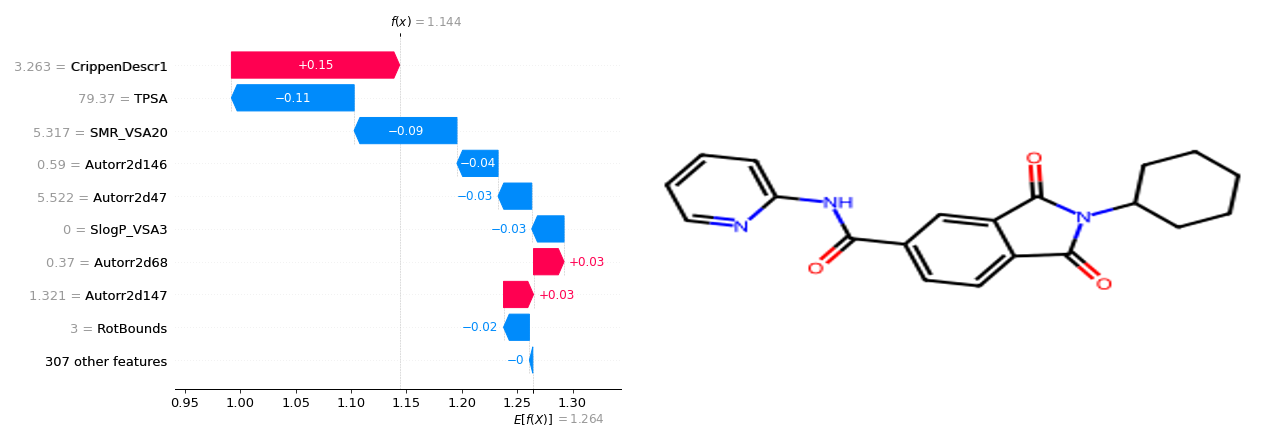 f(x) = 1.144
3.263 = CrippenDescr1 +0.15
79.37 = TPSA −0.11
5.317 = SMR_VSA20 −0.09
0.59 = Autorr2d146 −0.04
5.522 = Autorr2d47 −0.03
0 = SlogP_VSA3 −0.03
0.37 = Autorr2d68 +0.03
1.321 = Autorr2d147 +0.03
3 = RotBounds −0.02
307 other features −0
0.95 1.00 1.05 1.10 1.15 1.20 1.25 1.30
E[f(X)] = 1.264
O
NH
N
N
O
O